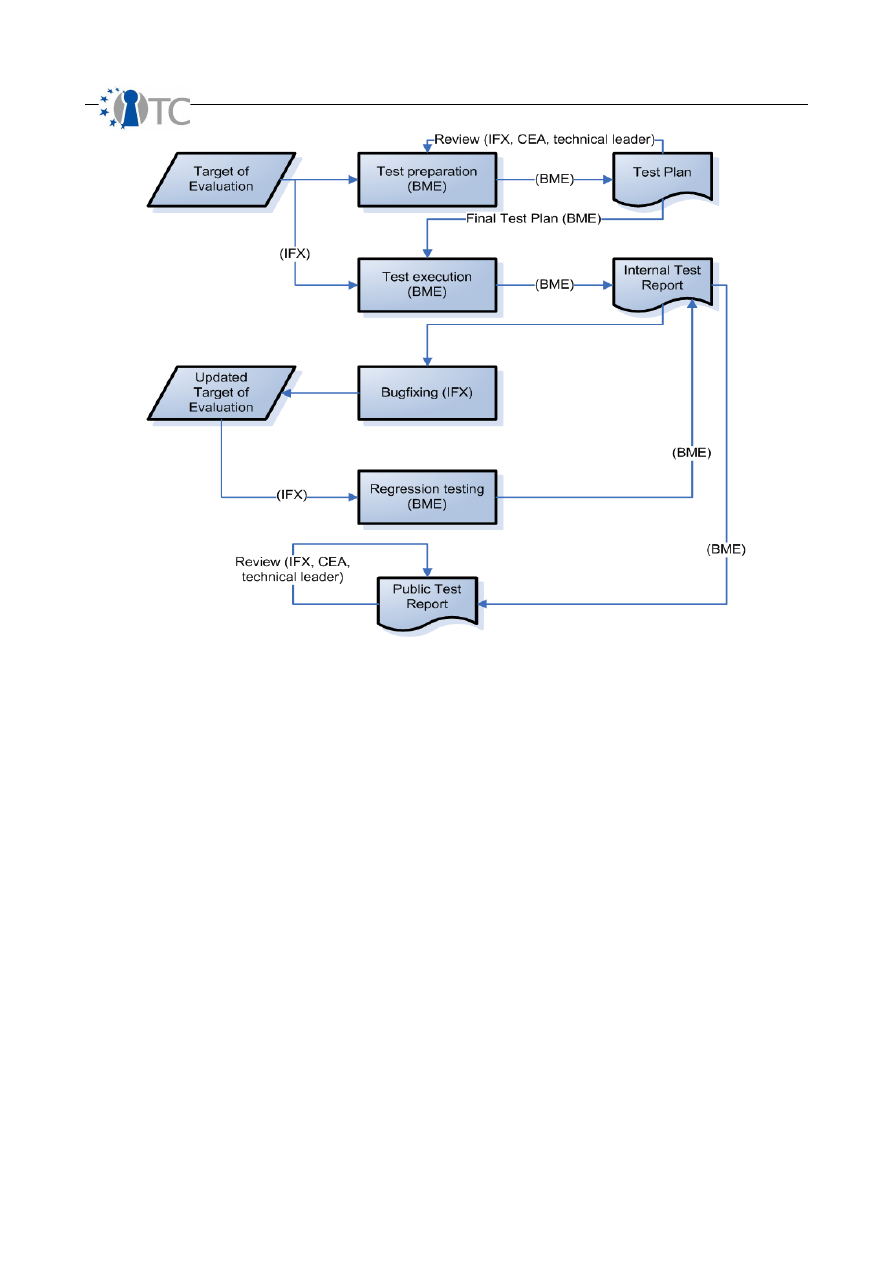 TC
Review (IFX, CEA, technical leader)
Target of
Evaluation
Test preparation
(BME)
(BME)
Test Plan
Final Test Plan (BME)
(IFX)
Test execution
(BME)
(BME)
Internal Test
Report
Updated
Target of
Evaluation
Bugfixing (IFX)
(BME)
(IFX)
Regression testing
(BME)
(BME)
Review (IFX, CEA,
technical leader)
Public Test
Report